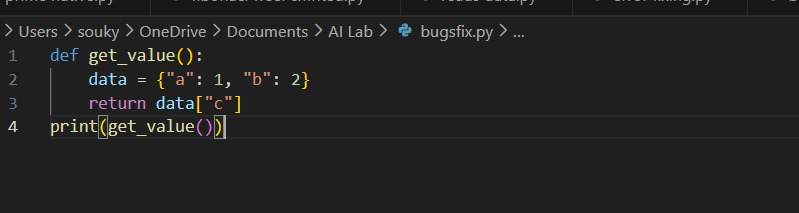 > Users > souky > OneDrive > Documents > AI Lab > bugsfix.py > ...
1 def get_value():
2     data = {"a": 1, "b": 2}
3     return data["c"]
4 print(get_value())